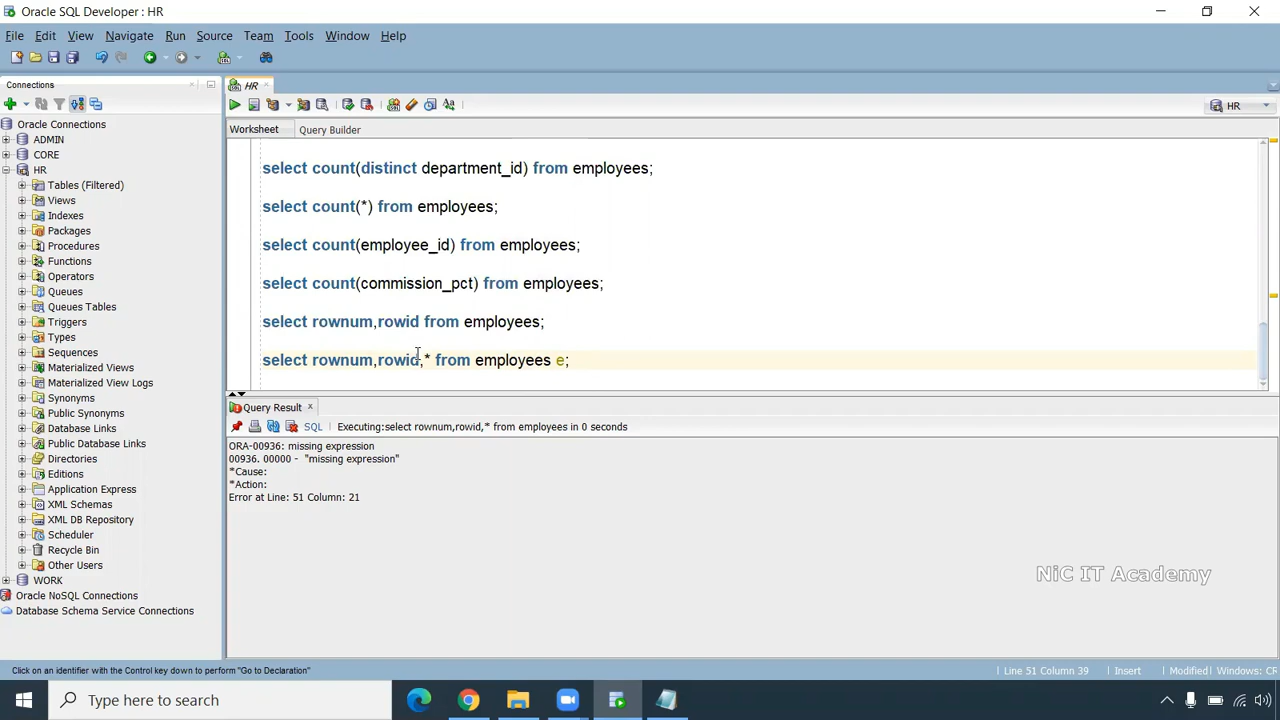 Oracle SQL Developer: HR
File Edit View Navigate Run Source Team Tools Window Help
Connections
HR
HR
Worksheet Query Builder
Oracle Connections
ADMIN
CORE
HR
Tables (Filtered)
Views
Indexes
Packages
Procedures
Functions
Operators
Queues
Queues Tables
Triggers
Types
Sequences
Materialized Views
Materialized View Logs
Synonyms
Public Synonyms
Database Links
Public Database Links
Directories
Editions
Application Express
XML Schemas
XML DB Repository
Scheduler
Recycle Bin
Other Users
WORK
Oracle NoSQL Connections
Database Schema Service Connections
select count(distinct department_id) from employees;
select count(*) from employees;
select count(employee_id) from employees;
select count(commission_pct) from employees;
select rownum,rowid from employees;
select rownum,rowid,* from employees e;
Query Result
SQL Executing:select rownum,rowid,* from employees in 0 seconds
ORA-00936: missing expression
00936. 00000 - "missing expression"
*Cause:
*Action:
Error at Line: 51 Column: 21
NiC IT Academy
Click on an identifier with the Control key down to perform "Go to Declaration"
Line 51 Column 39 Insert Modified Windows: CR
Type here to search